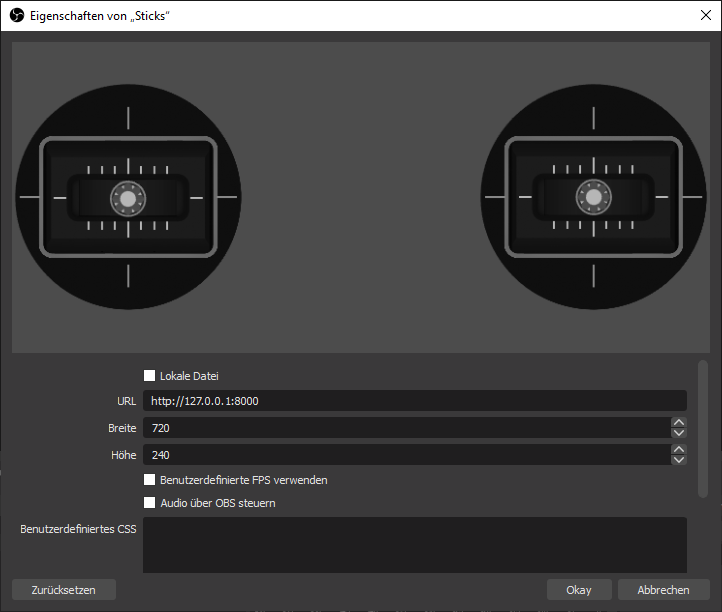 Eigenschaften von „Sticks“
Lokale Datei
URL http://127.0.0.1:8000
Breite 720
Höhe 240
Benutzerdefinierte FPS verwenden
Audio über OBS steuern
Benutzerdefiniertes CSS
Zurücksetzen Okay Abbrechen